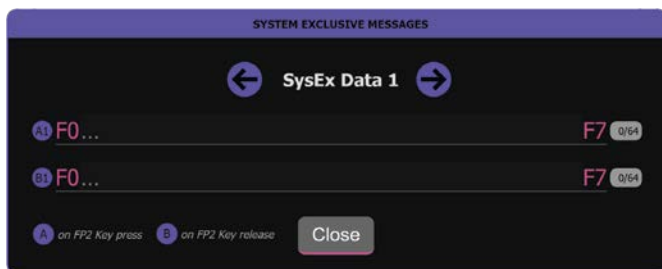 SYSTEM EXCLUSIVE MESSAGES
SysEx Data 1
A1 F0... F7 0/64
B1 F0... F7 0/64
A on FP2 Key press B on FP2 Key release Close